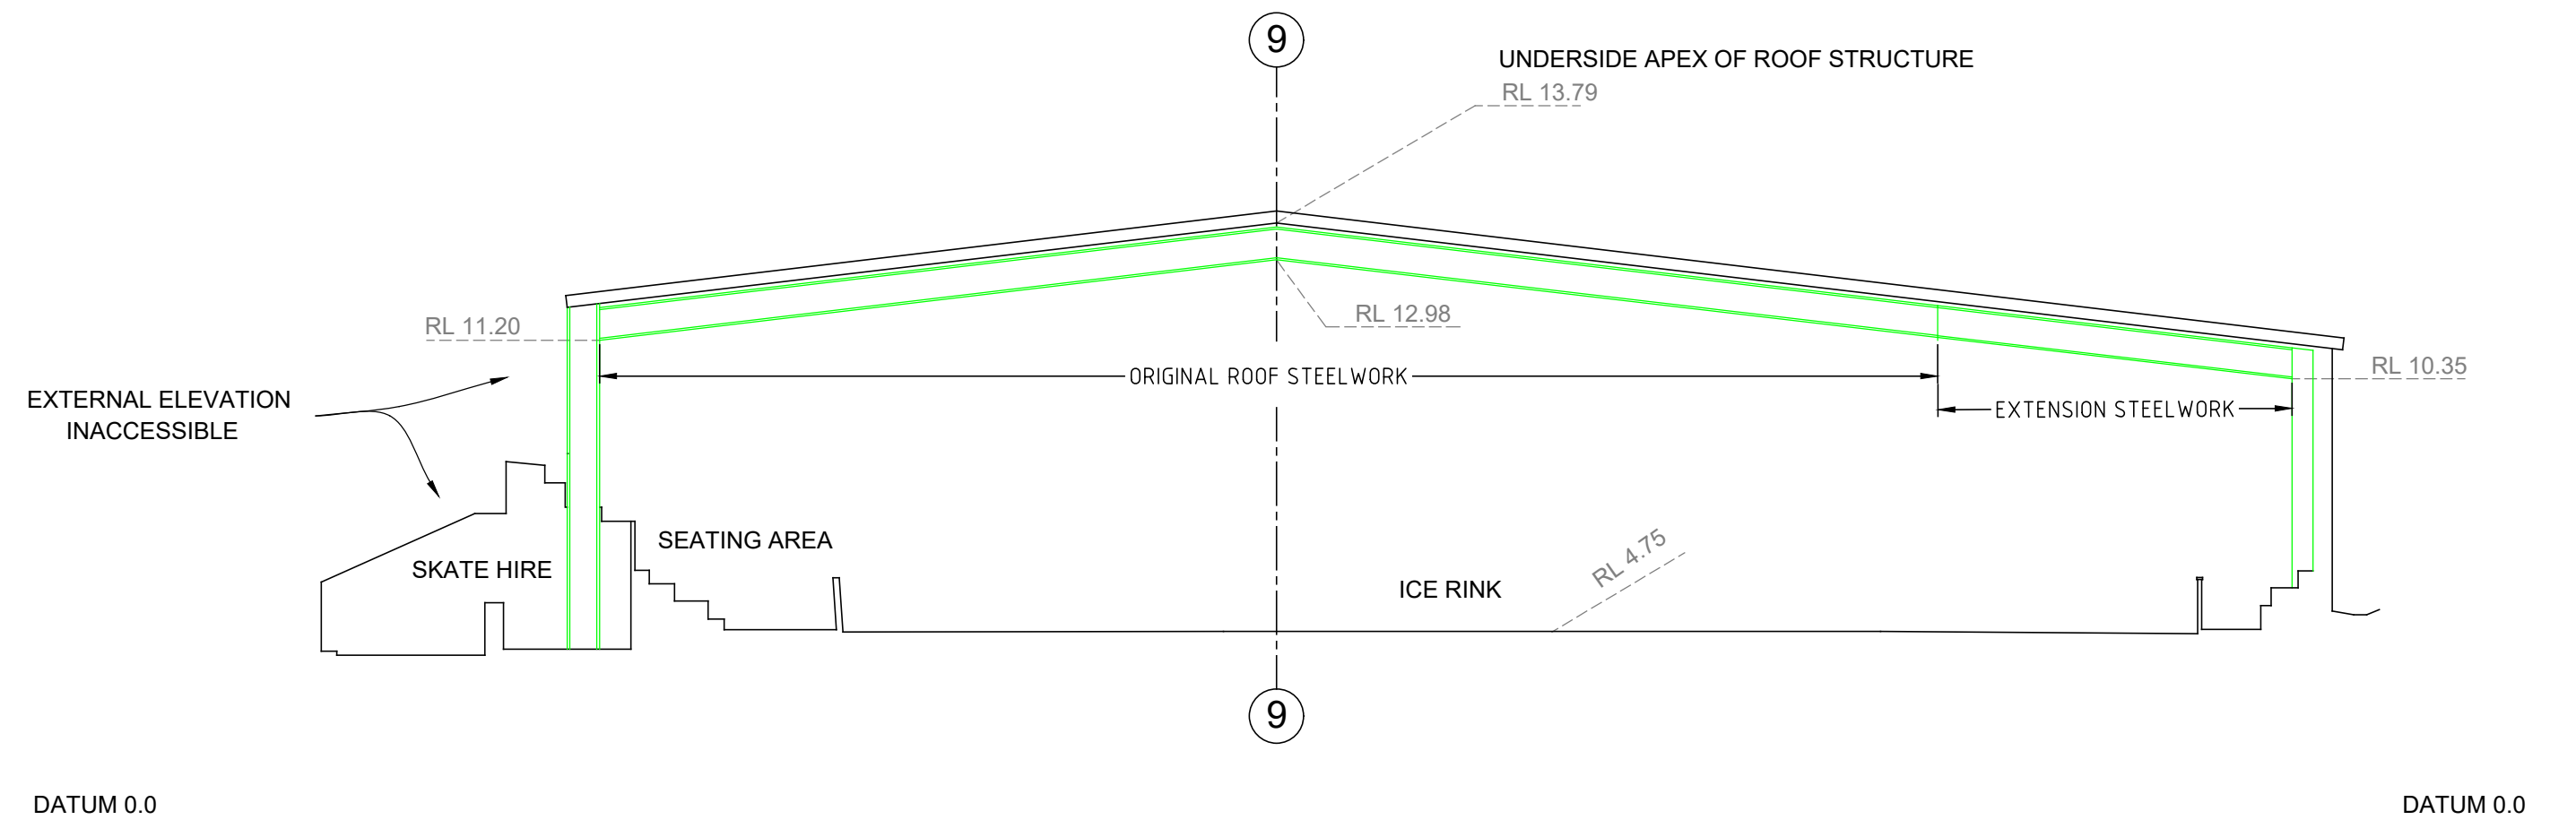 9
UNDERSIDE APEX OF ROOF STRUCTURE
RL 13.79
RL 12.98
RL 11.20
RL 10.35
ORIGINAL ROOF STEELWORK
EXTENSION STEELWORK
EXTERNAL ELEVATION
INACCESSIBLE
SEATING AREA
SKATE HIRE
RL 4.75
ICE RINK
9
DATUM 0.0
DATUM 0.0